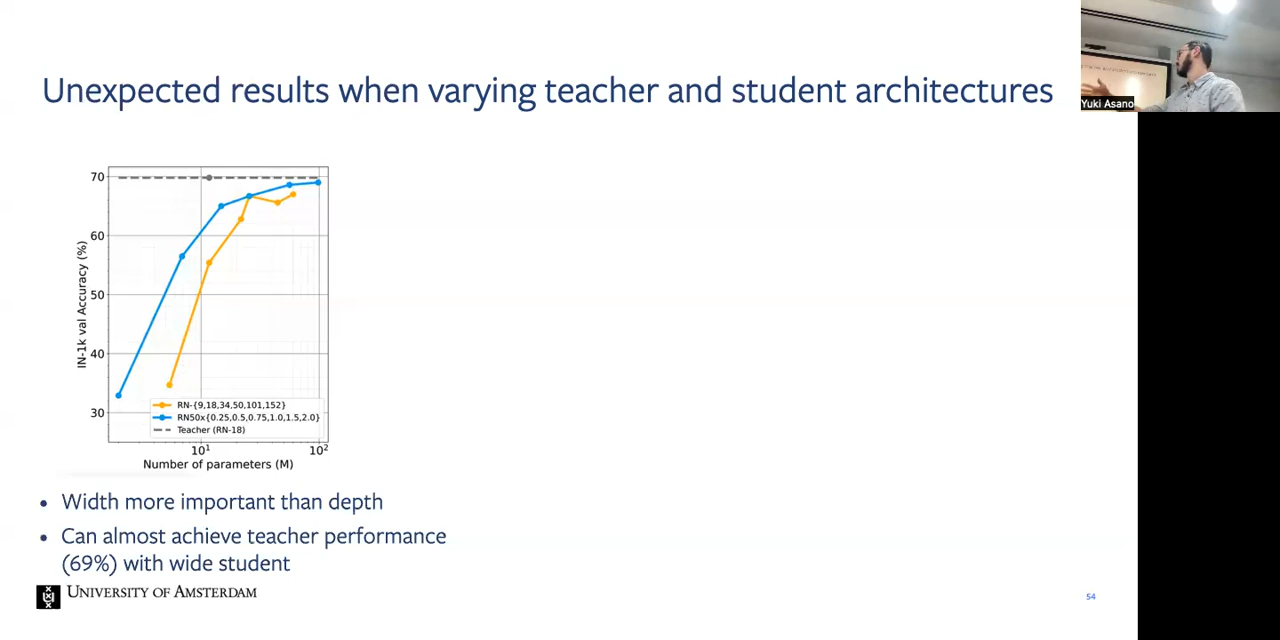 Unexpected results when varying teacher and student architectures
Yuki Asano
70
60
50
40
30
IN-1k val Accuracy (%)
RN-{9,18,34,50,101,152}
RN50x{0.25,0.5,0.75,1.0,1.5,2.0}
Teacher (RN-18)
10¹ 10²
Number of parameters (M)
• Width more important than depth
• Can almost achieve teacher performance
(69%) with wide student
UNIVERSITY OF AMSTERDAM
54